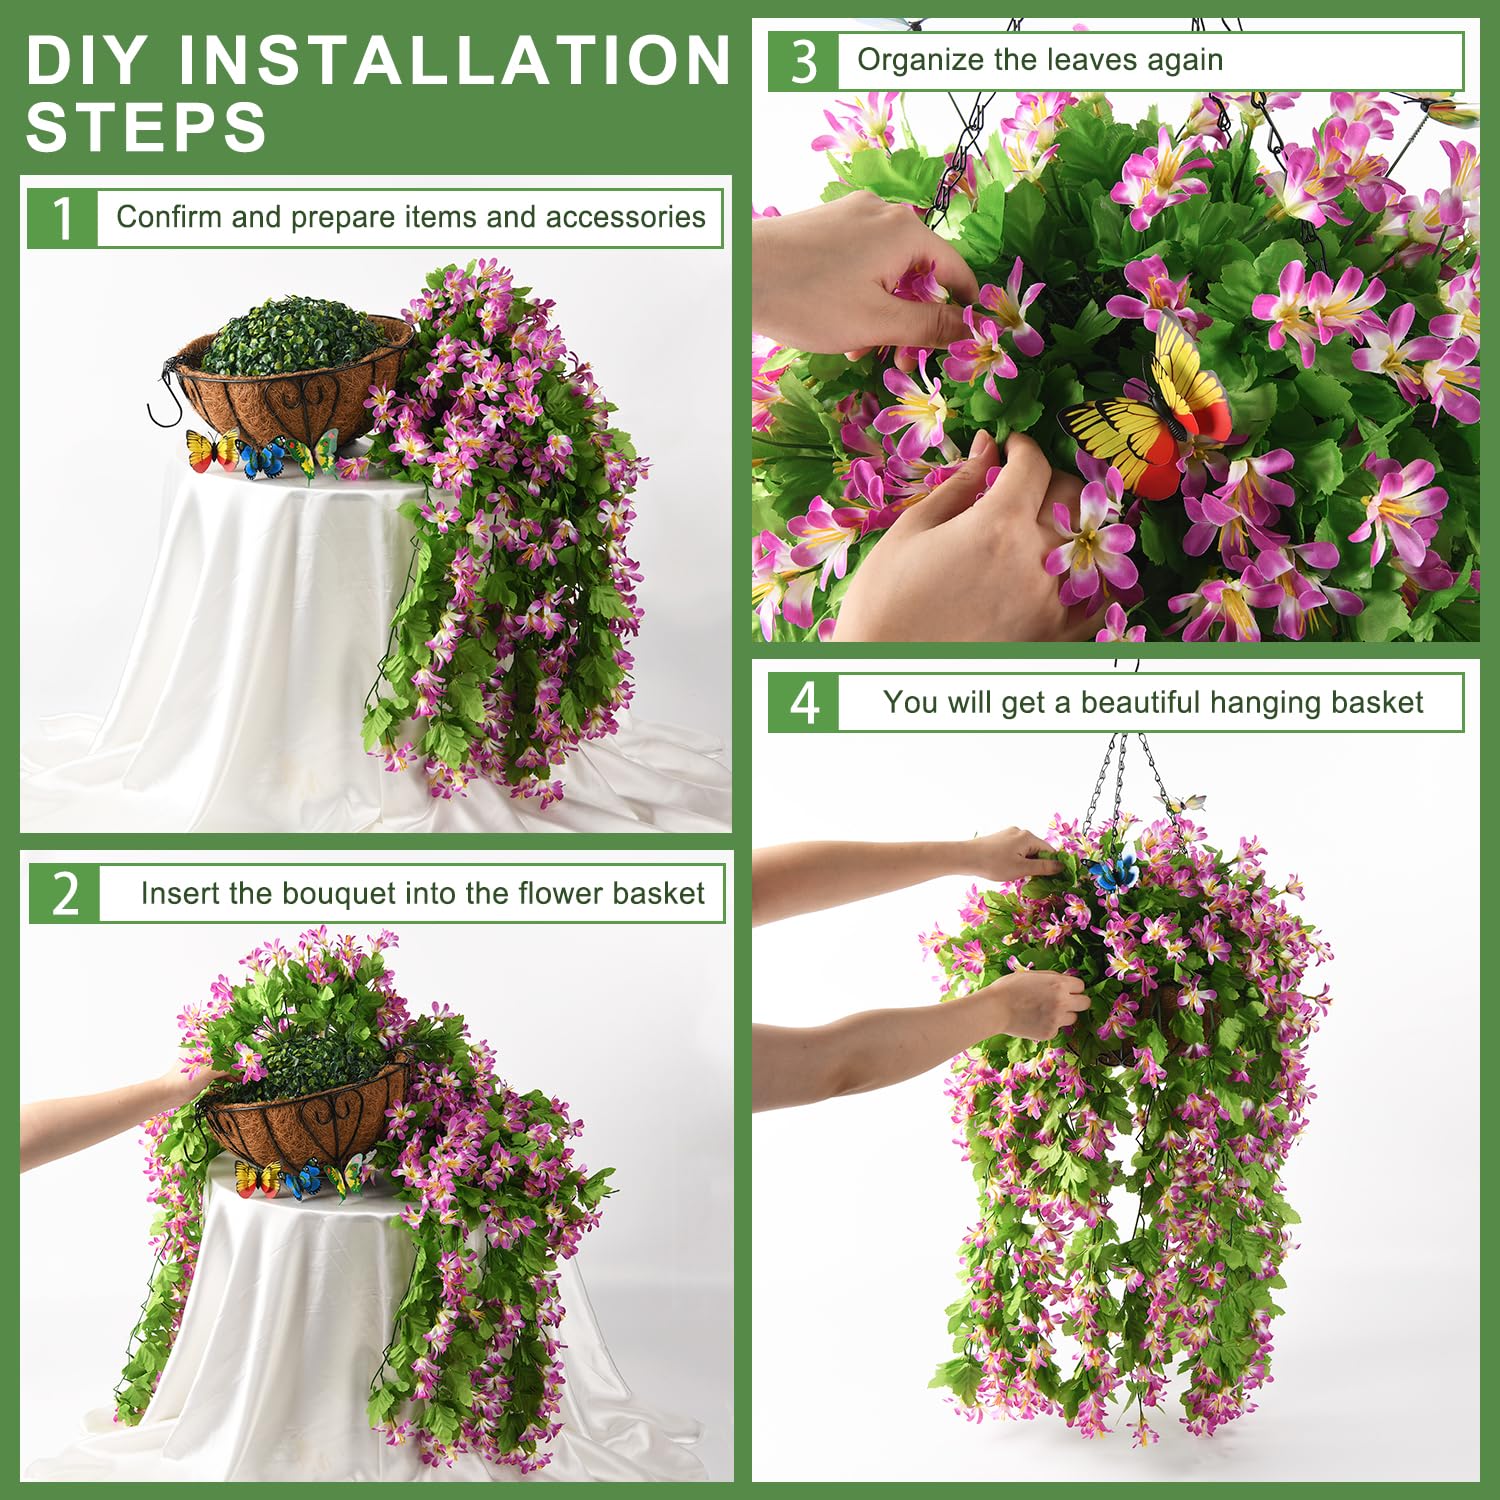 DIY INSTALLATION
STEPS
1 Confirm and prepare items and accessories
2 Insert the bouquet into the flower basket
3 Organize the leaves again
4 You will get a beautiful hanging basket